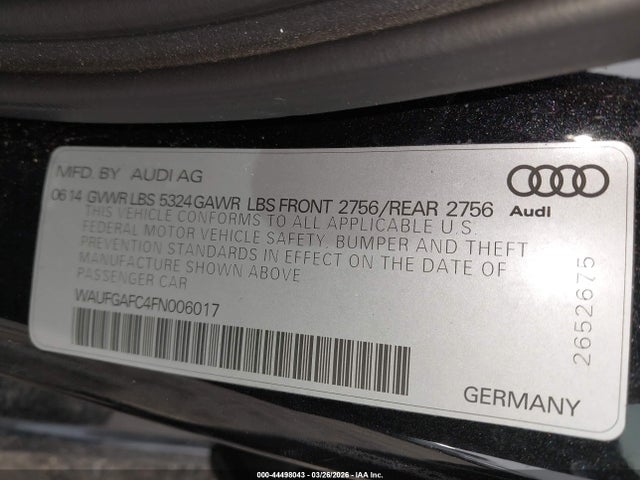 MFD. BY AUDI AG
06 14 GVWR LBS 5324 GAWR LBS FRONT 2756/REAR 2756
THIS VEHICLE CONFORMS TO ALL APPLICABLE U.S.
FEDERAL MOTOR VEHICLE SAFETY, BUMPER AND THEFT
PREVENTION STANDARDS IN EFFECT ON THE DATE OF
MANUFACTURE SHOWN ABOVE
PASSENGER CAR
WAUFGAFC4FN006017
Audi
2652675
GERMANY
000-44498043 | 03/26/2026 - IAA Inc.